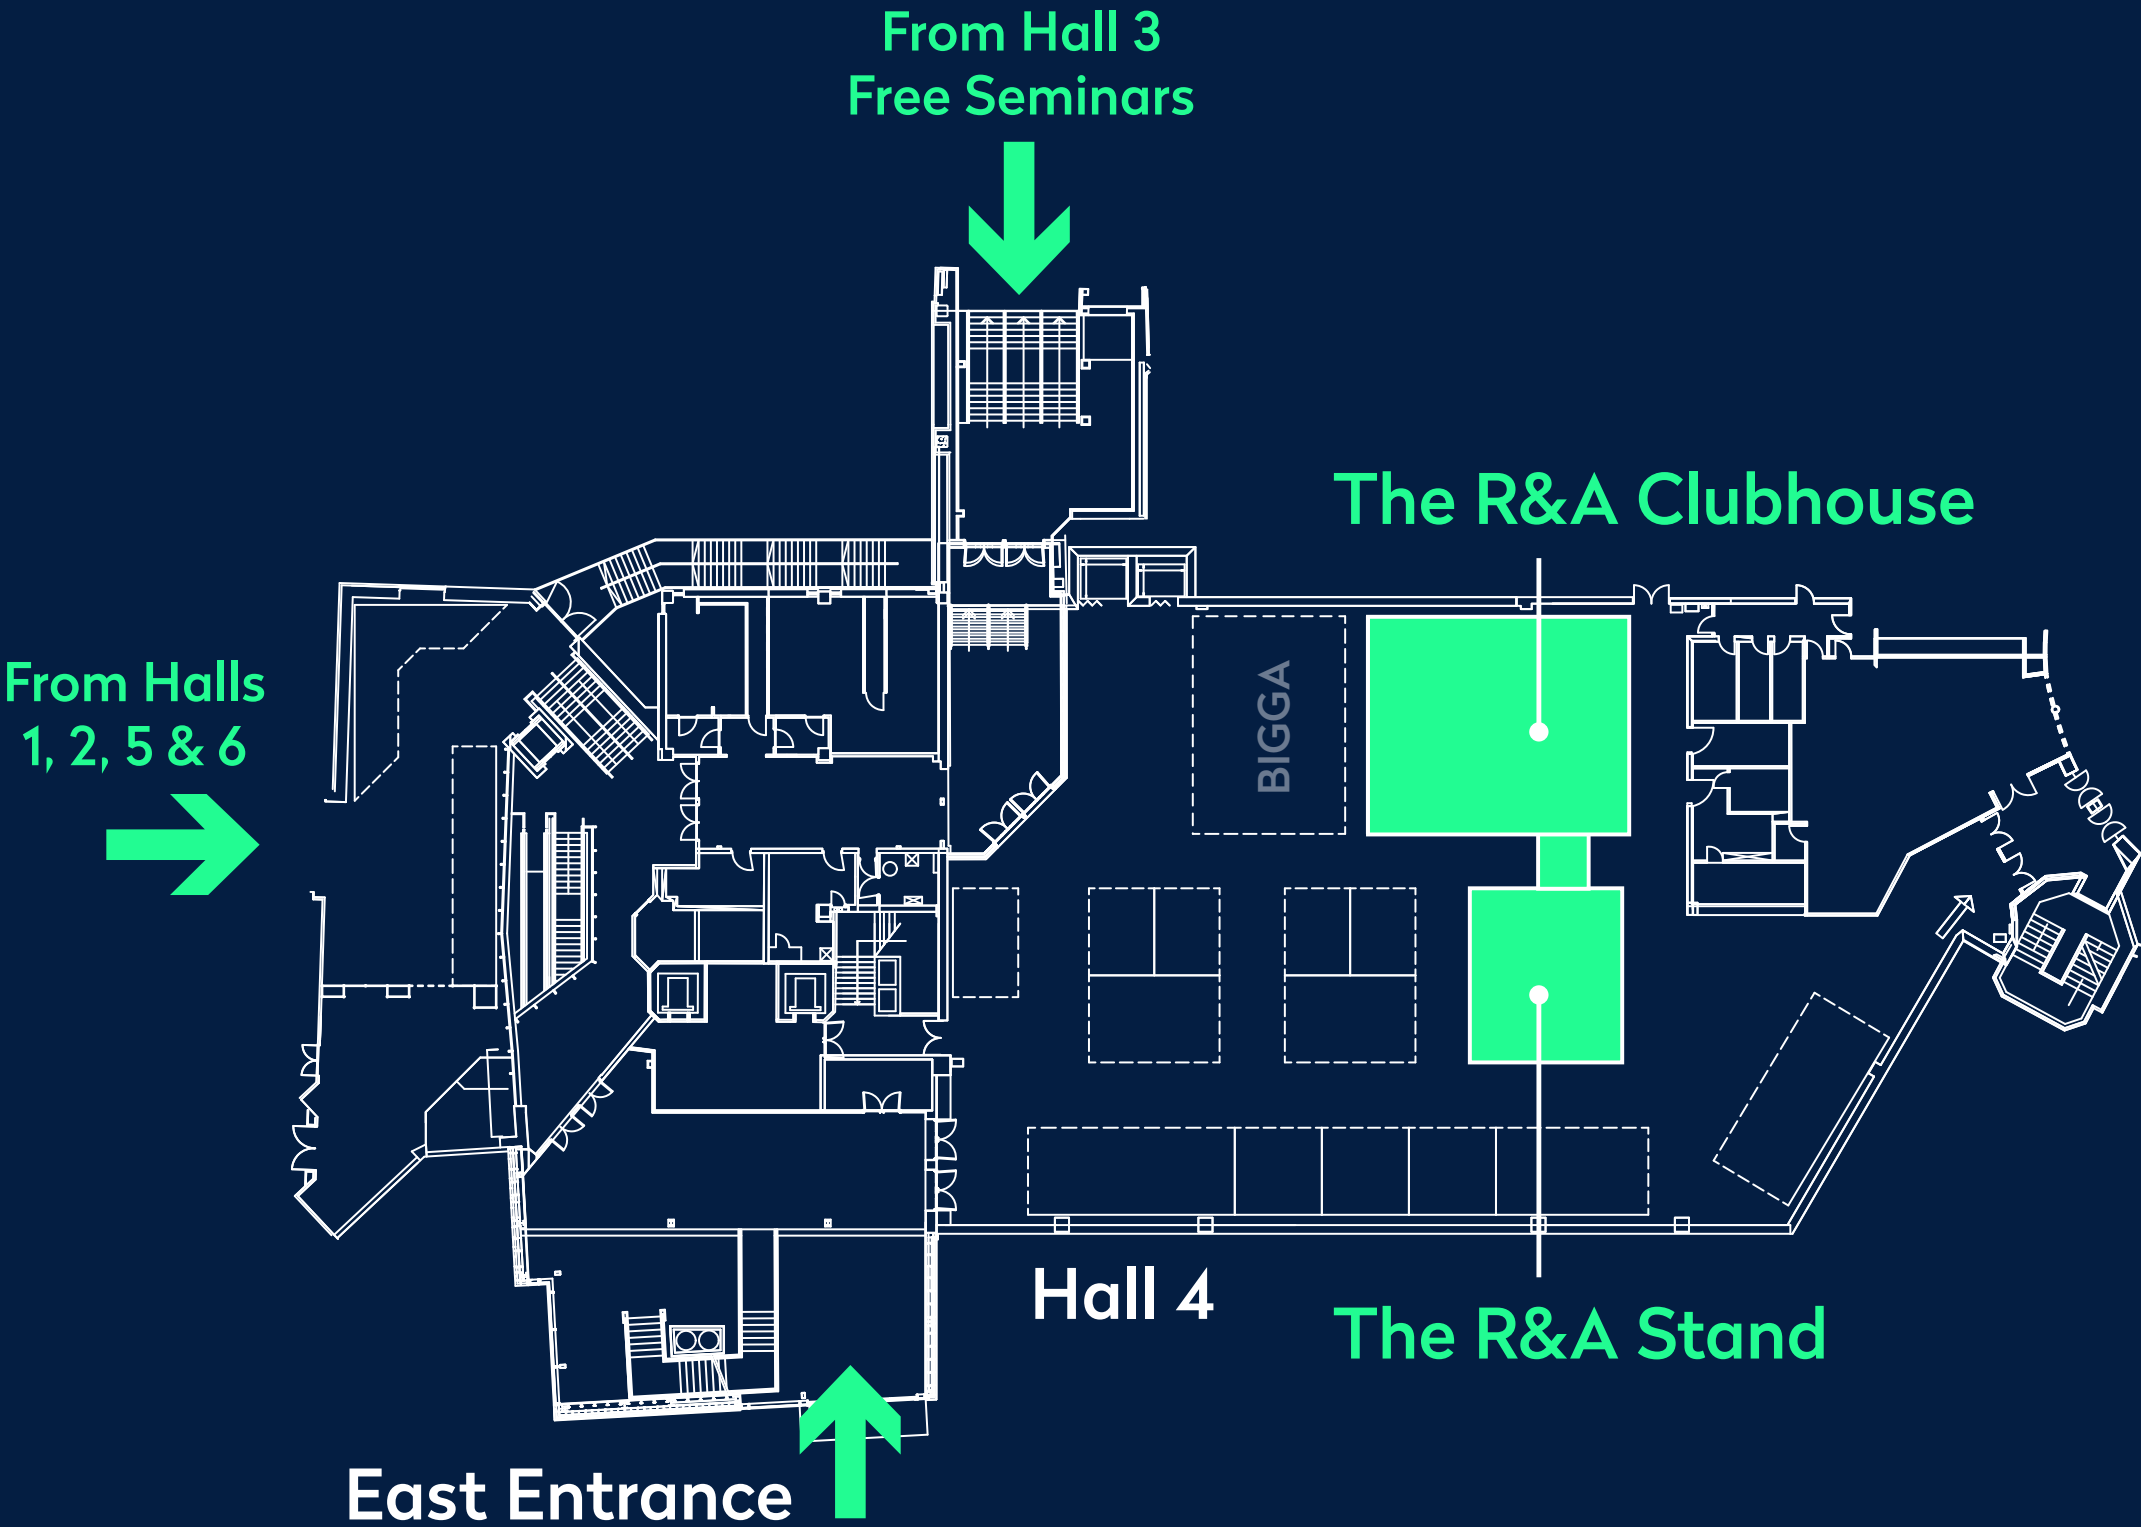 From Hall 3
Free Seminars
The R&A Clubhouse
From Halls
1, 2, 5 & 6
BIGGA
Hall 4
The R&A Stand
East Entrance